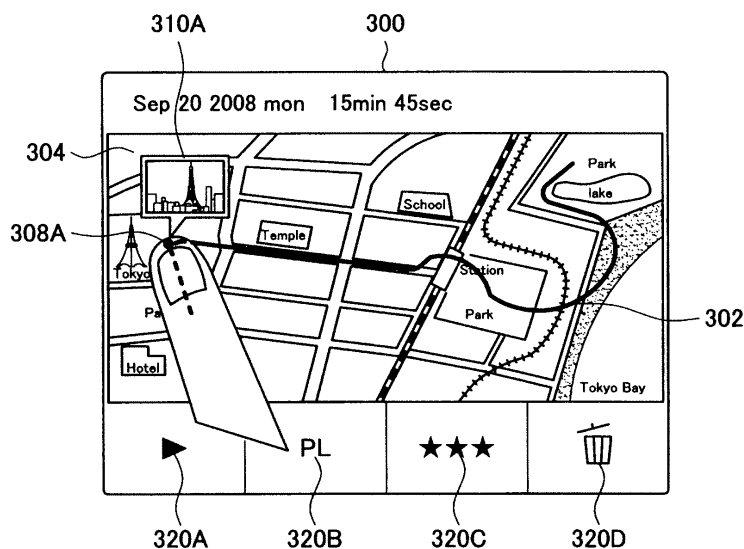 310A
300
Sep 20 2008 mon 15min 45sec
304
Park
lake
School
308A
Temple
Tokyo
Station
Pa
Park
302
Hotel
Tokyo Bay
PL
★★★
320A
320B
320C
320D